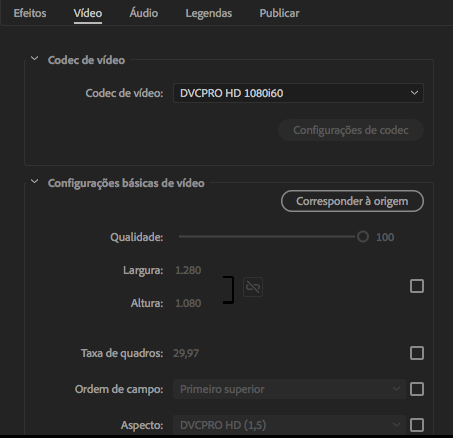 Efeitos Vídeo Áudio Legendas Publicar
Codec de vídeo
Codec de vídeo: DVCPRO HD 1080i60
Configurações de codec
Configurações básicas de vídeo
Corresponder à origem
Qualidade: 100
Largura: 1.280
Altura: 1.080
Taxa de quadros: 29,97
Ordem de campo: Primeiro superior
Aspecto: DVCPRO HD (1,5)